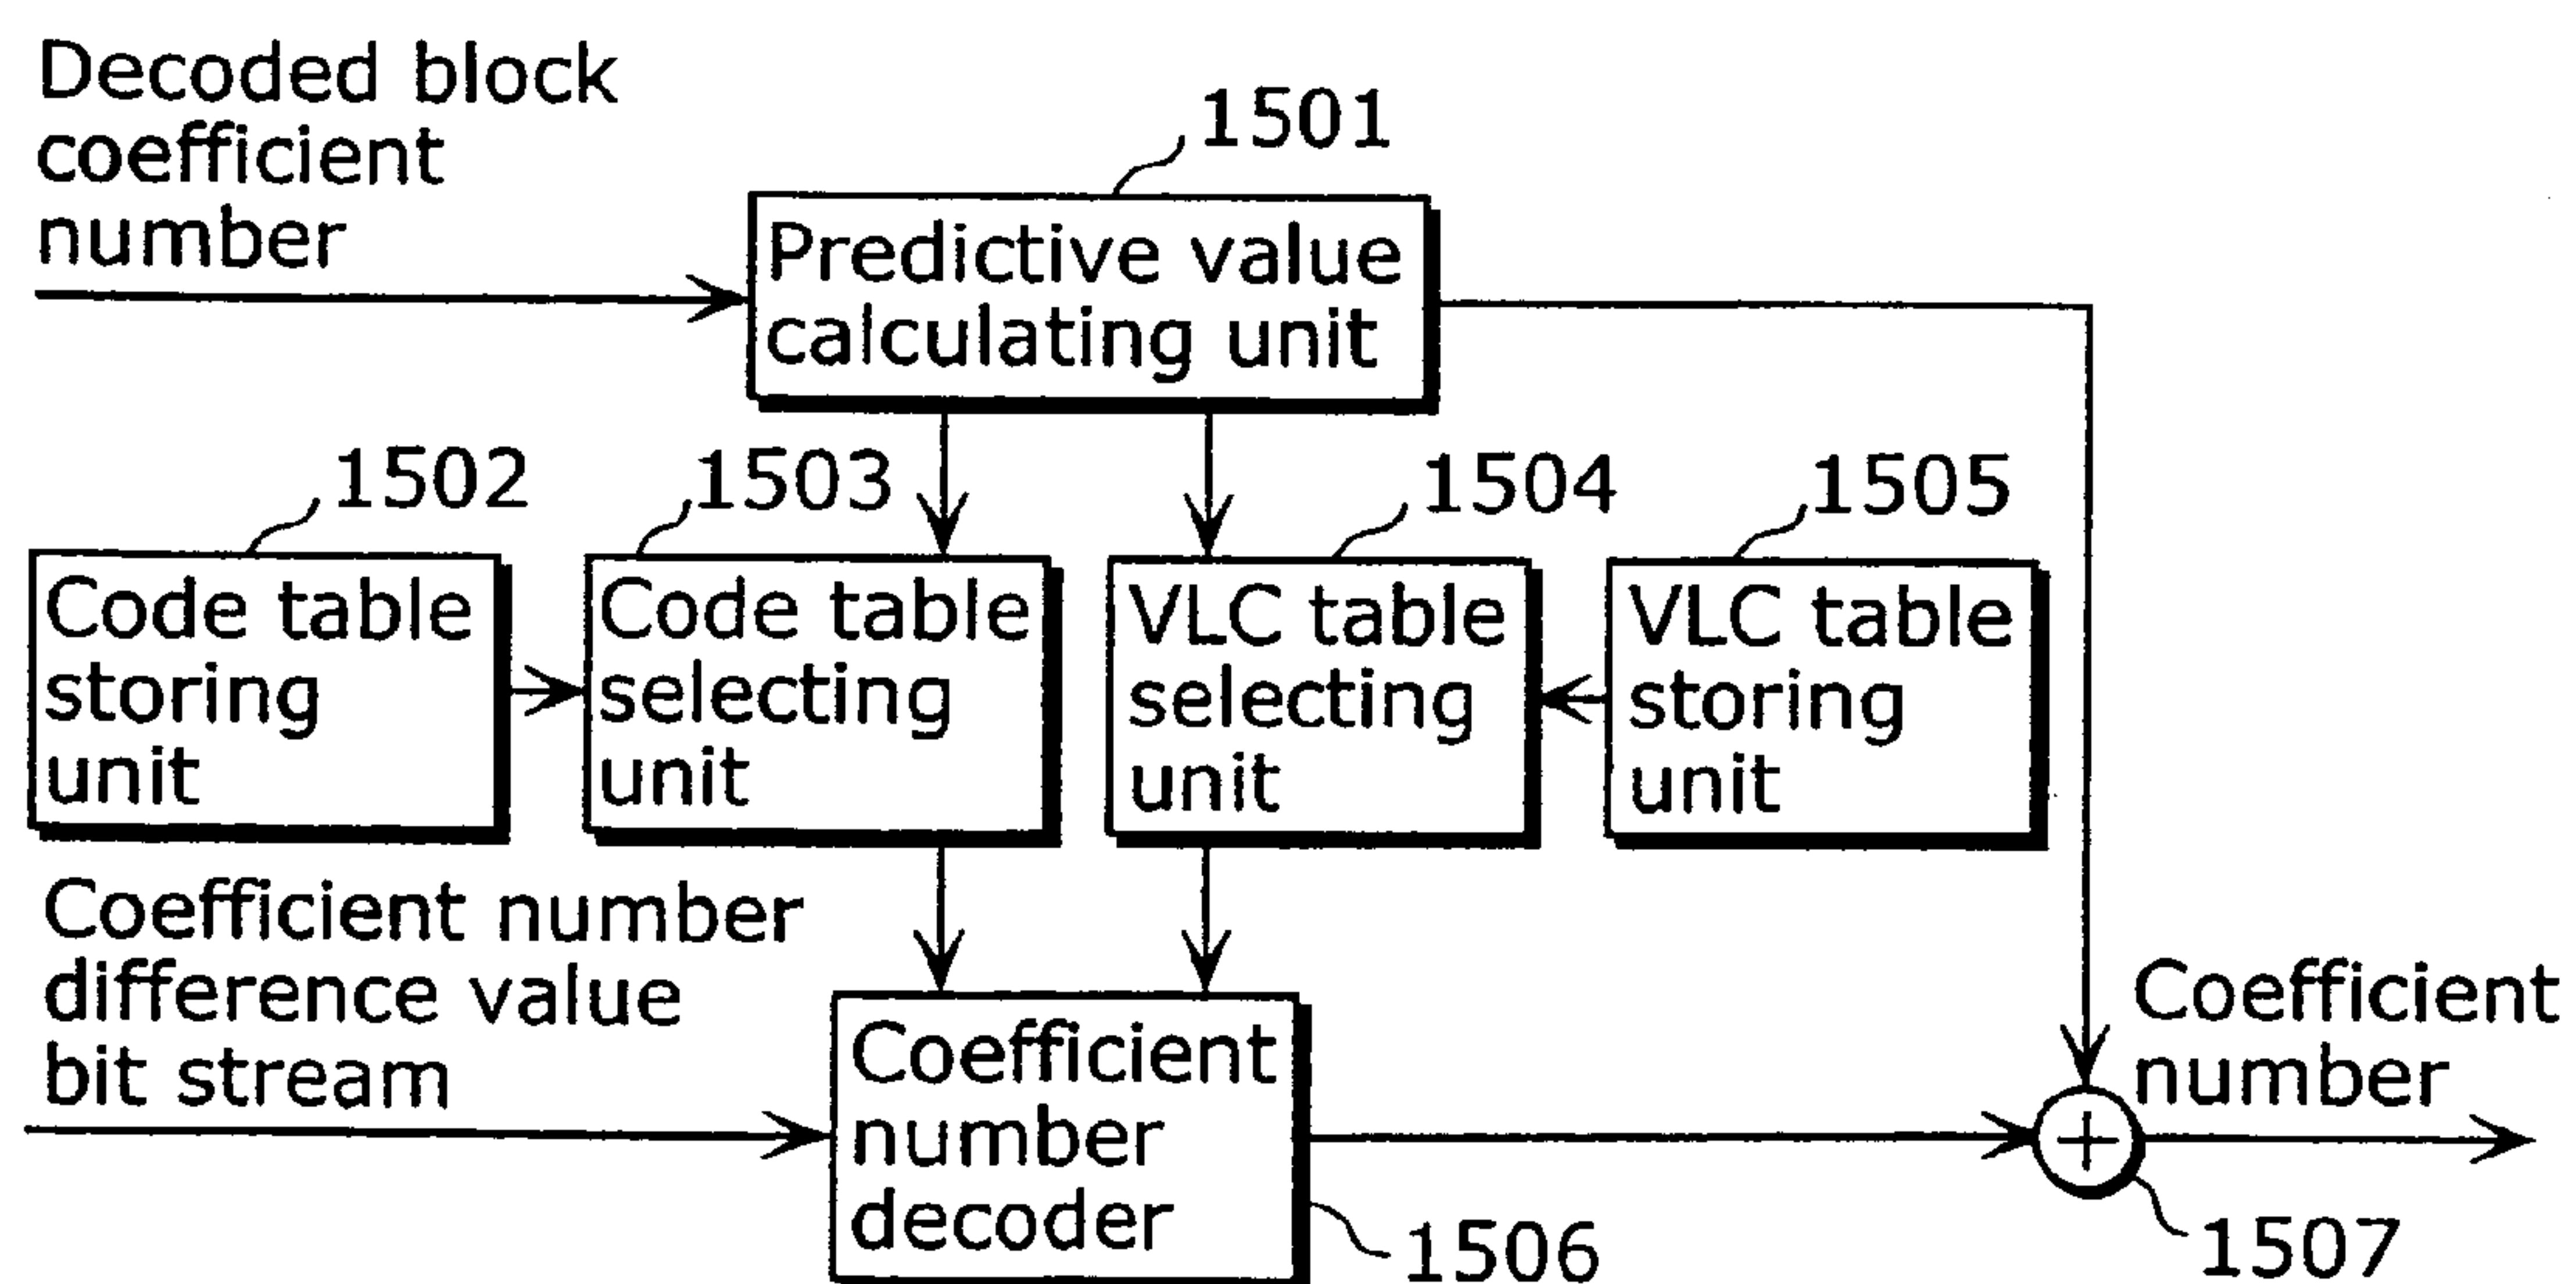 Decoded block
coefficient
number
1501
Predictive value
calculating unit
1502
1503
1504
1505
Code table
storing
unit
Code table
selecting
unit
VLC table
selecting
unit
VLC table
storing
unit
Coefficient number
difference value
bit stream
Coefficient
number
decoder
Coefficient
number
+
1506
1507